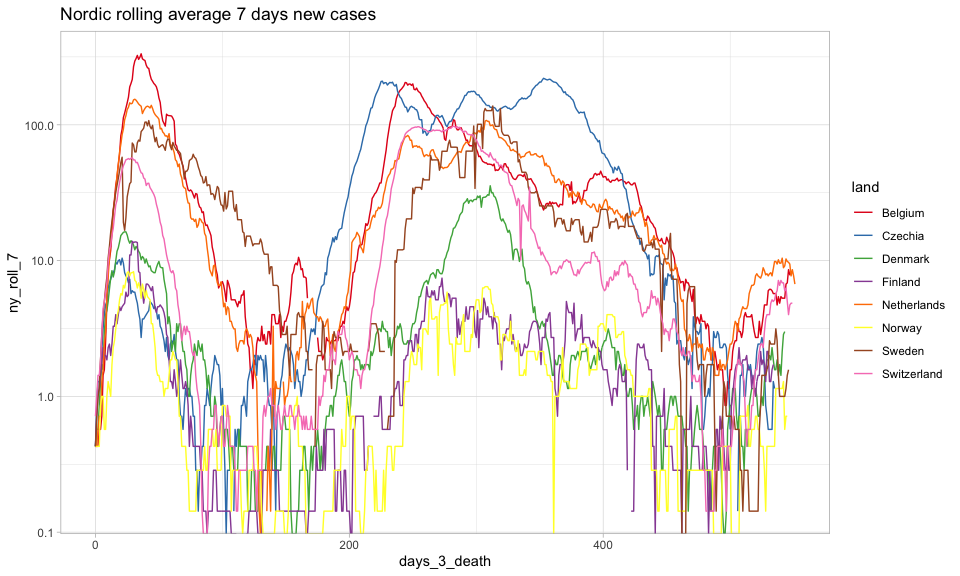 Nordic rolling average 7 days new cases
ny_roll_7
100.0
10.0
1.0
0.1
0
200
400
days_3_death
land
Belgium
Czechia
Denmark
Finland
Netherlands
Norway
Sweden
Switzerland